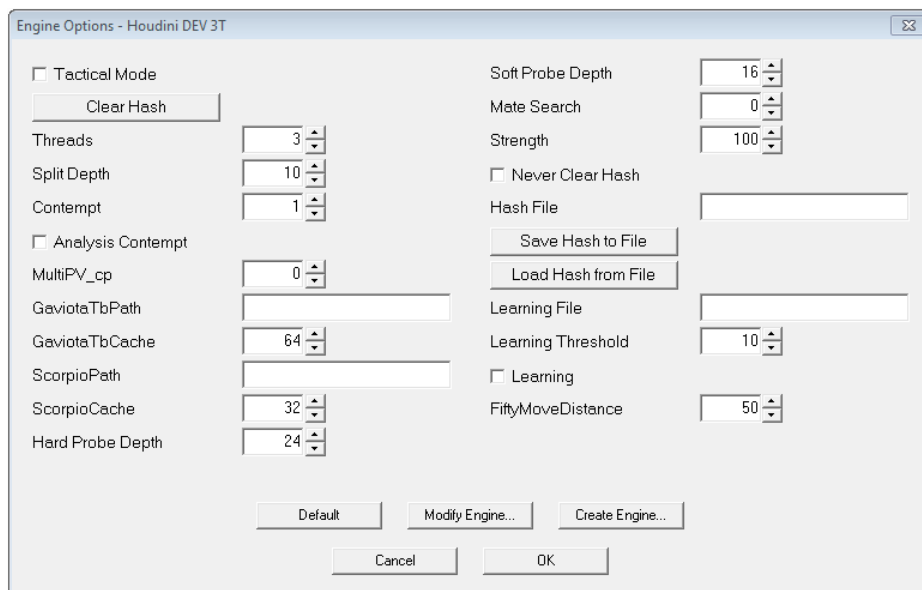 Engine Options - Houdini DEV 3T
Tactical Mode
Clear Hash
Threads 3
Split Depth 10
Contempt 1
Analysis Contempt
MultiPV_cp 0
GaviotaTbPath
GaviotaTbCache 64
ScorpioPath
ScorpioCache 32
Hard Probe Depth 24
Soft Probe Depth 16
Mate Search 0
Strength 100
Never Clear Hash
Hash File
Save Hash to File
Load Hash from File
Learning File
Learning Threshold 10
Learning
FiftyMoveDistance 50
Default Modify Engine... Create Engine...
Cancel OK